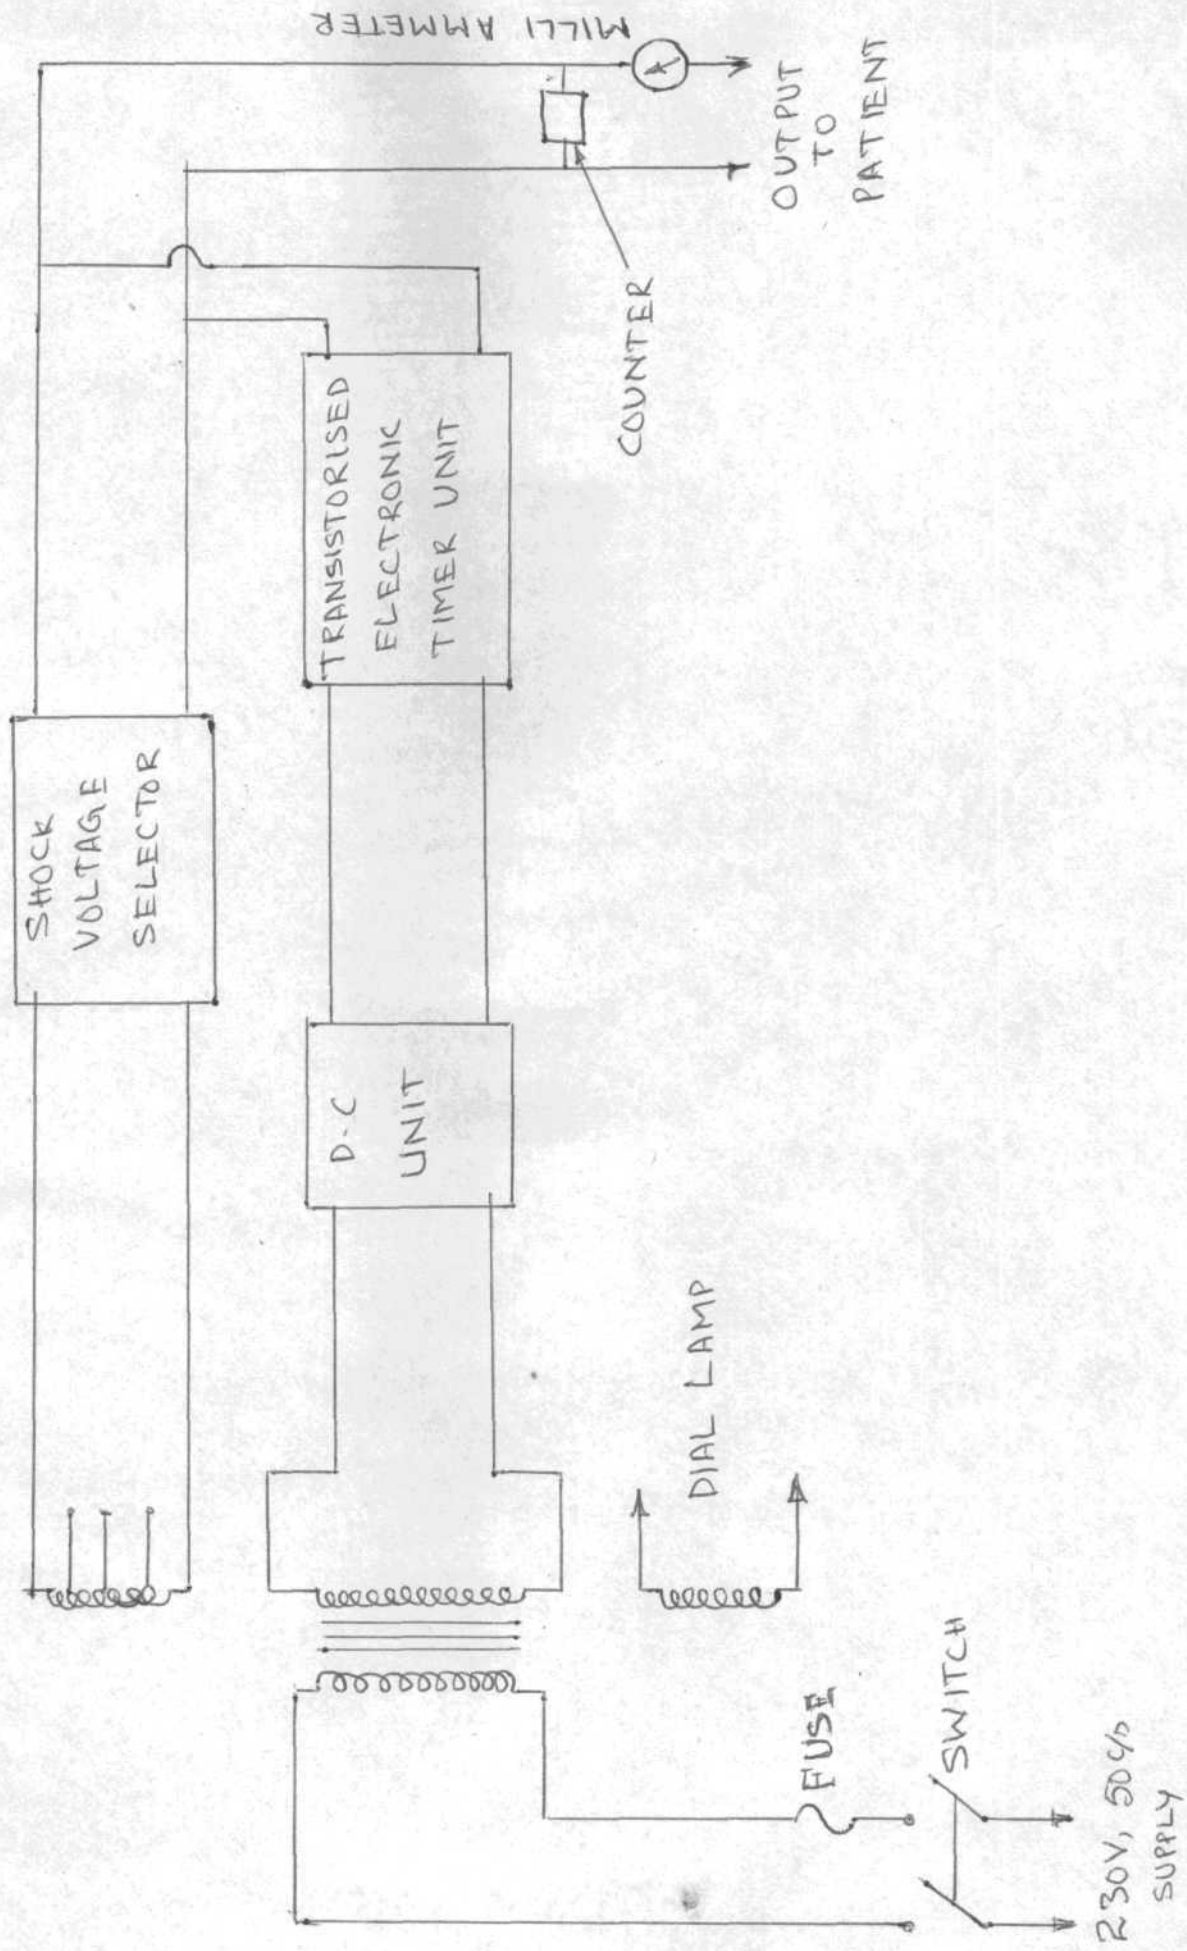 SHOCK
VOLTAGE
SELECTOR
MILLI AMMETER
D-C
UNIT
TRANSISTORISED
ELECTRONIC
TIMER UNIT
COUNTER
OUTPUT
TO
PATIENT
DIAL LAMP
FUSE
SWITCH
230V, 50 c/s
SUPPLY